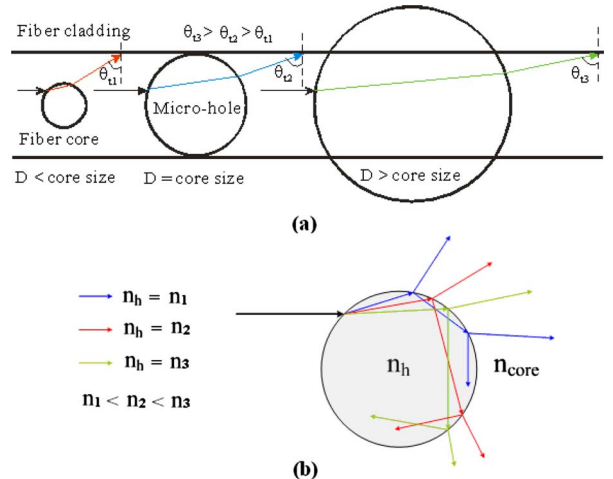 Fiber cladding
θt3 > θt2 > θt1
θt1
θt2
θt3
Micro-hole
Fiber core
D < core size
D = core size
D > core size
(a)
nh = n1
nh = n2
nh = n3
n1 < n2 < n3
nh
ncore
(b)